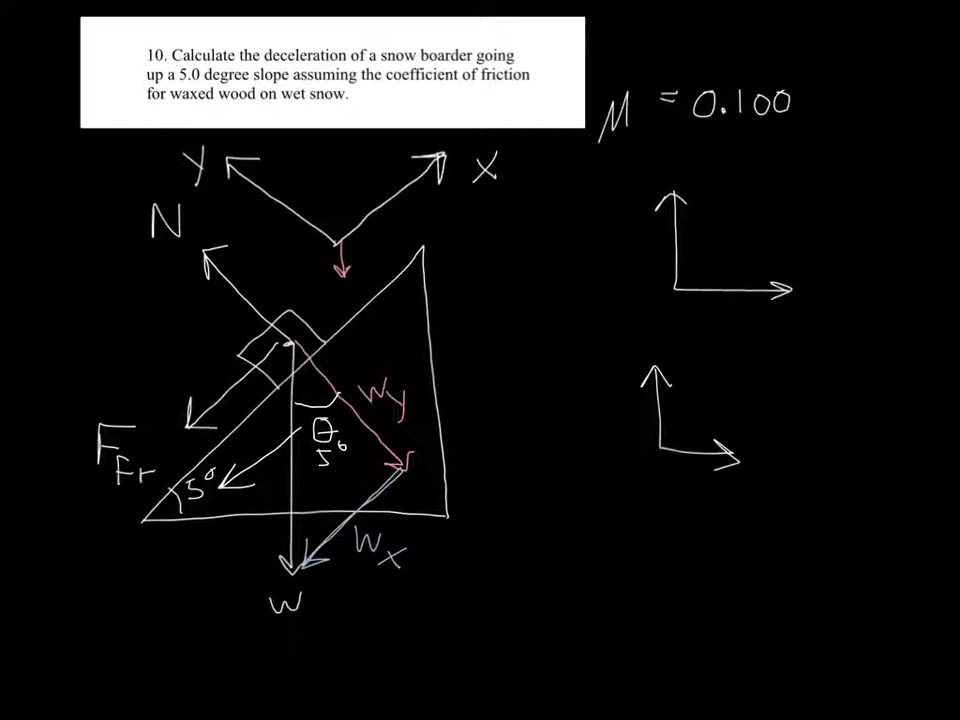 10. Calculate the deceleration of a snow boarder going
up a 5.0 degree slope assuming the coefficient of friction
for waxed wood on wet snow.
μ = 0.100
y
x
N
Wy
θ
5°
FFr
5°
Wx
W